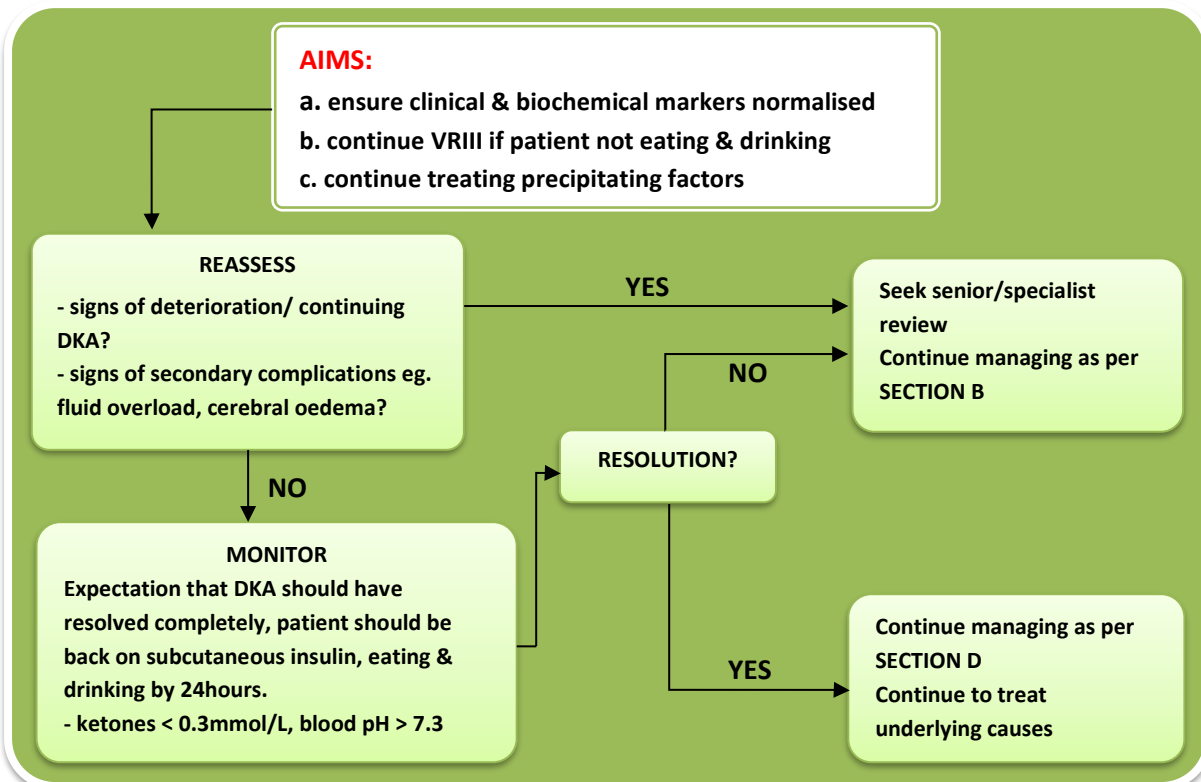 AIMS:
a. ensure clinical & biochemical markers normalised
b. continue VRIII if patient not eating & drinking
c. continue treating precipitating factors
REASSESS
- signs of deterioration/ continuing
DKA?
- signs of secondary complications eg.
fluid overload, cerebral oedema?
YES
Seek senior/specialist
review
Continue managing as per
SECTION B
NO
RESOLUTION?
NO
MONITOR
Expectation that DKA should have
resolved completely, patient should be
back on subcutaneous insulin, eating &
drinking by 24hours.
- ketones < 0.3mmol/L, blood pH > 7.3
YES
Continue managing as per
SECTION D
Continue to treat
underlying causes